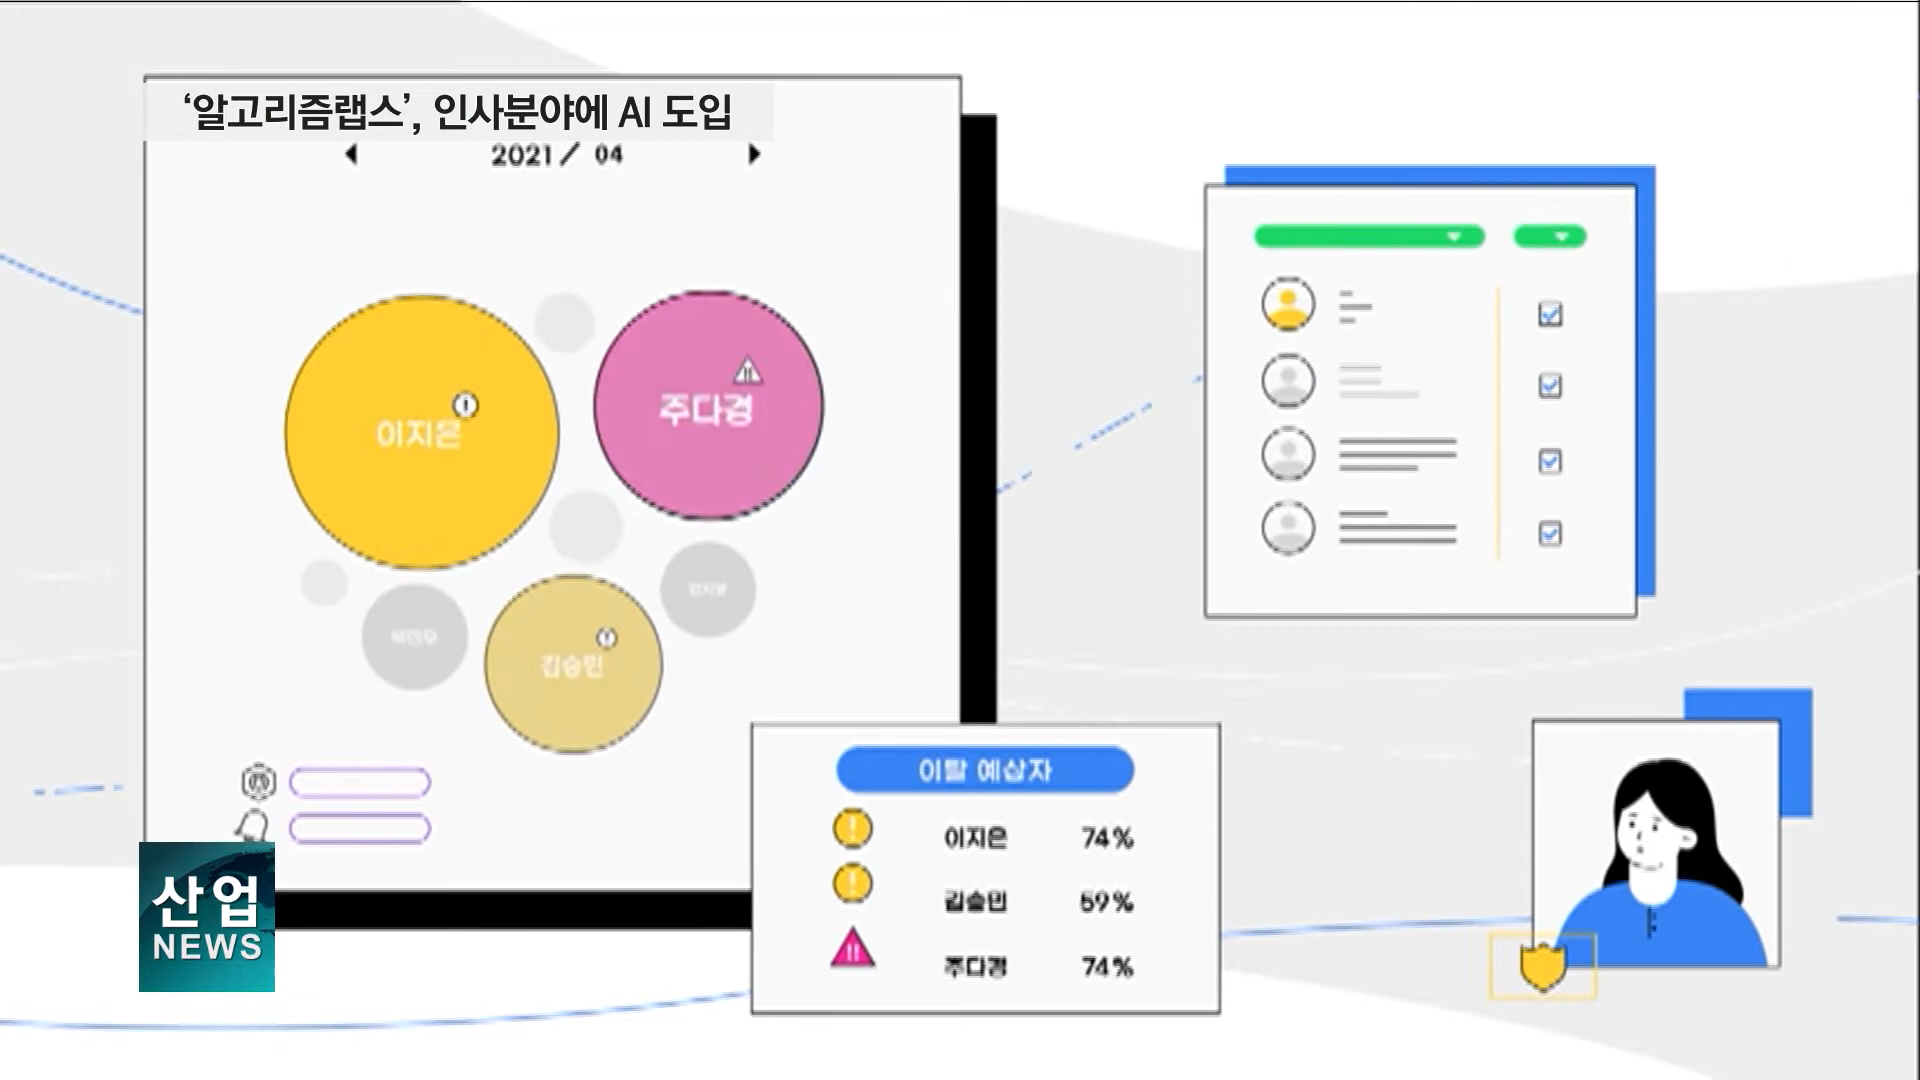 ‘알고리즘랩스’, 인사분야에 AI 도입
2021 / 04
이지은
주다경
김승민
이탈 예상자
이지은 74%
김승민 59%
주다경 74%
산업
NEWS